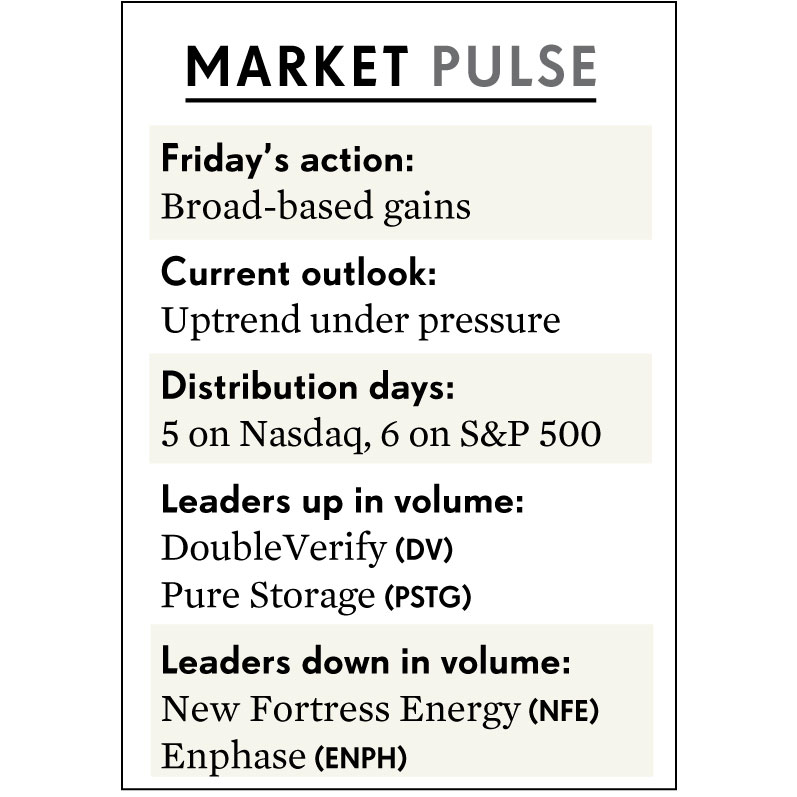 MARKET PULSE
Friday’s action:
Broad-based gains
Current outlook:
Uptrend under pressure
Distribution days:
5 on Nasdaq, 6 on S&P 500
Leaders up in volume:
DoubleVerify (DV)
Pure Storage (PSTG)
Leaders down in volume:
New Fortress Energy (NFE)
Enphase (ENPH)